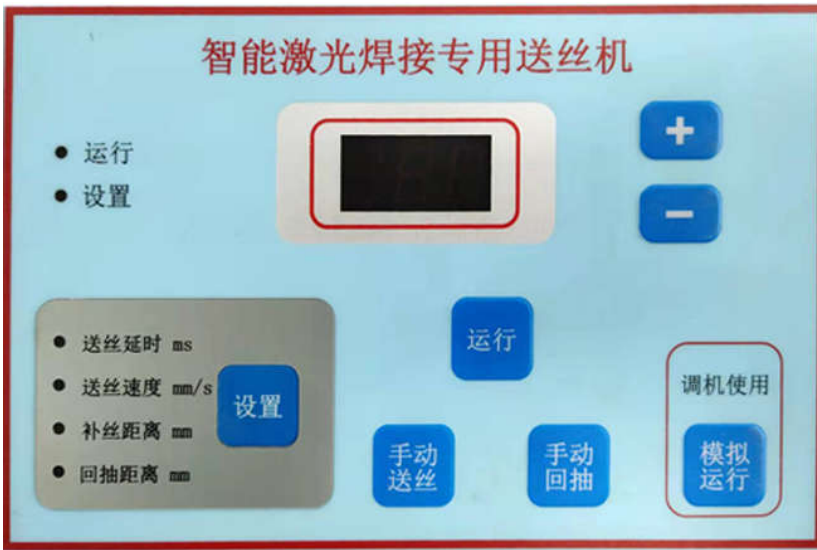 智能激光焊接专用送丝机
运行
设置
+
-
送丝延时 ms
送丝速度 mm/s
补丝距离 mm
回抽距离 mm
设置
运行
手动
送丝
手动
回抽
调机使用
模拟
运行